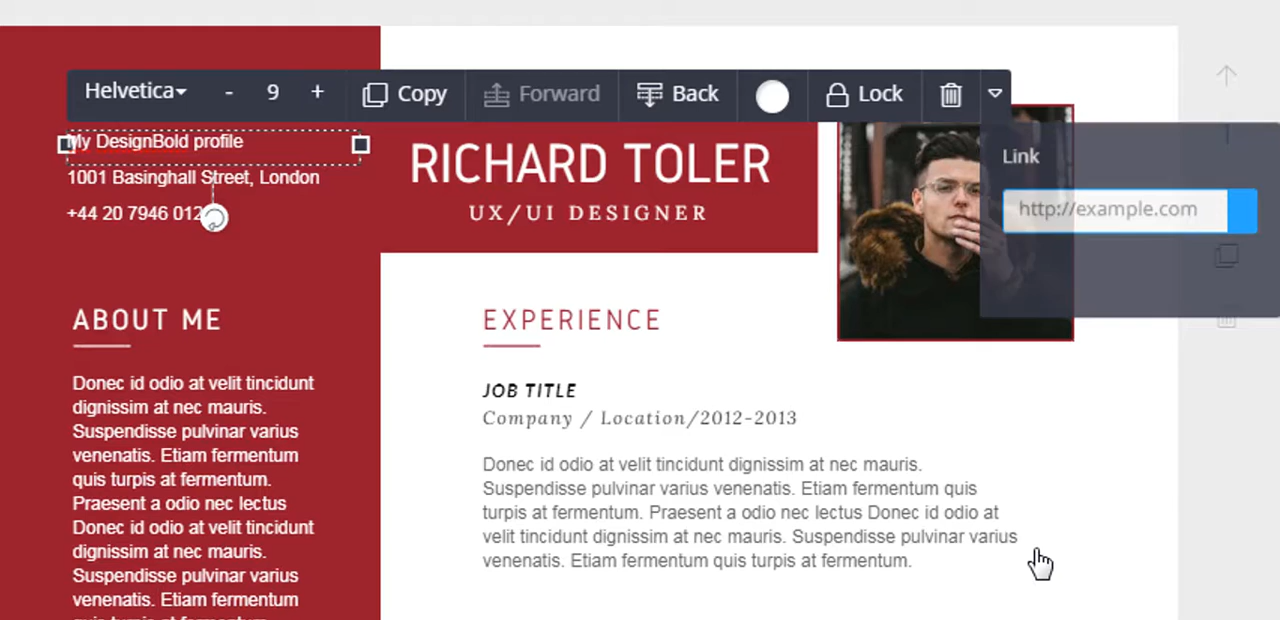 Helvetica
-
9
+
Copy
Forward
Back
Lock
My DesignBold profile
1001 Basinghall Street, London
+44 20 7946 012
RICHARD TOLER
UX/UI DESIGNER
Link
http://example.com
ABOUT ME
Donec id odio at velit tincidunt
dignissim at nec mauris.
Suspendisse pulvinar varius
venenatis. Etiam fermentum
quis turpis at fermentum.
Praesent a odio nec lectus
Donec id odio at velit tincidunt
dignissim at nec mauris.
Suspendisse pulvinar varius
venenatis. Etiam fermentum
EXPERIENCE
JOB TITLE
Company / Location/2012-2013
Donec id odio at velit tincidunt dignissim at nec mauris.
Suspendisse pulvinar varius venenatis. Etiam fermentum quis
turpis at fermentum. Praesent a odio nec lectus Donec id odio at
velit tincidunt dignissim at nec mauris. Suspendisse pulvinar varius
venenatis. Etiam fermentum quis turpis at fermentum.